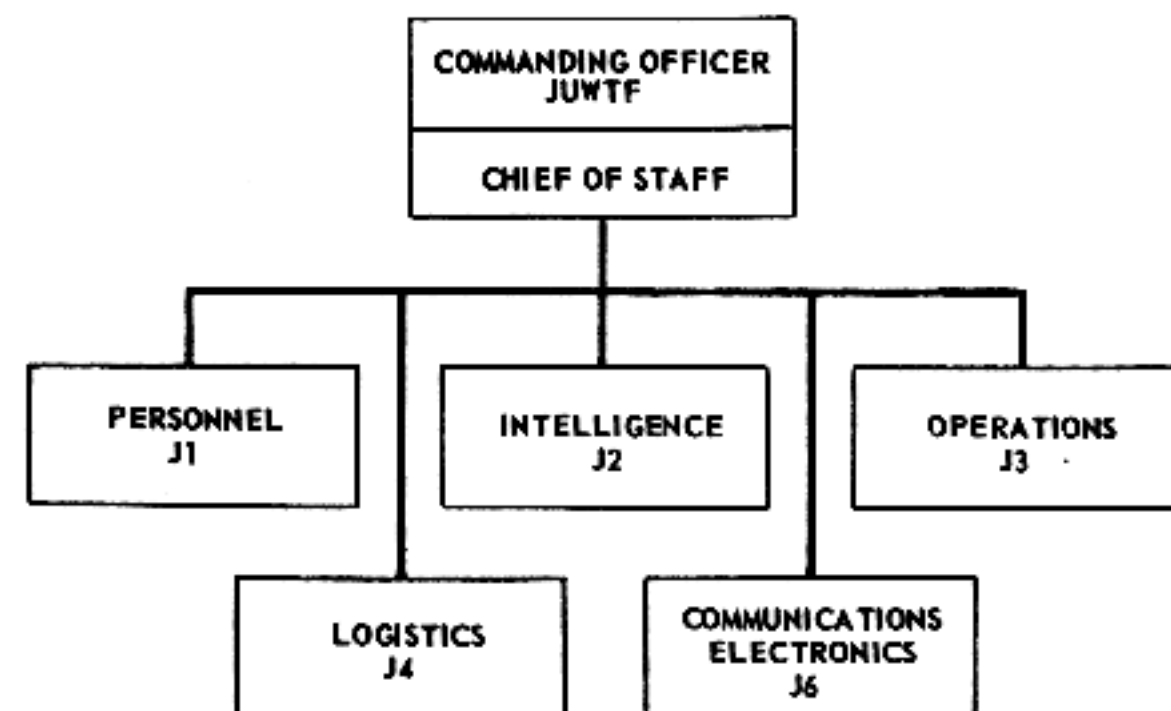 COMMANDING OFFICER
JUWTF
CHIEF OF STAFF
PERSONNEL
J1
INTELLIGENCE
J2
OPERATIONS
J3
LOGISTICS
J4
COMMUNICATIONS
ELECTRONICS
J6